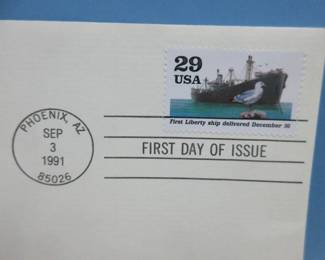 29
USA
First Liberty ship delivered December 30
PHOENIX, AZ
SEP
3
1991
85026
FIRST DAY OF ISSUE